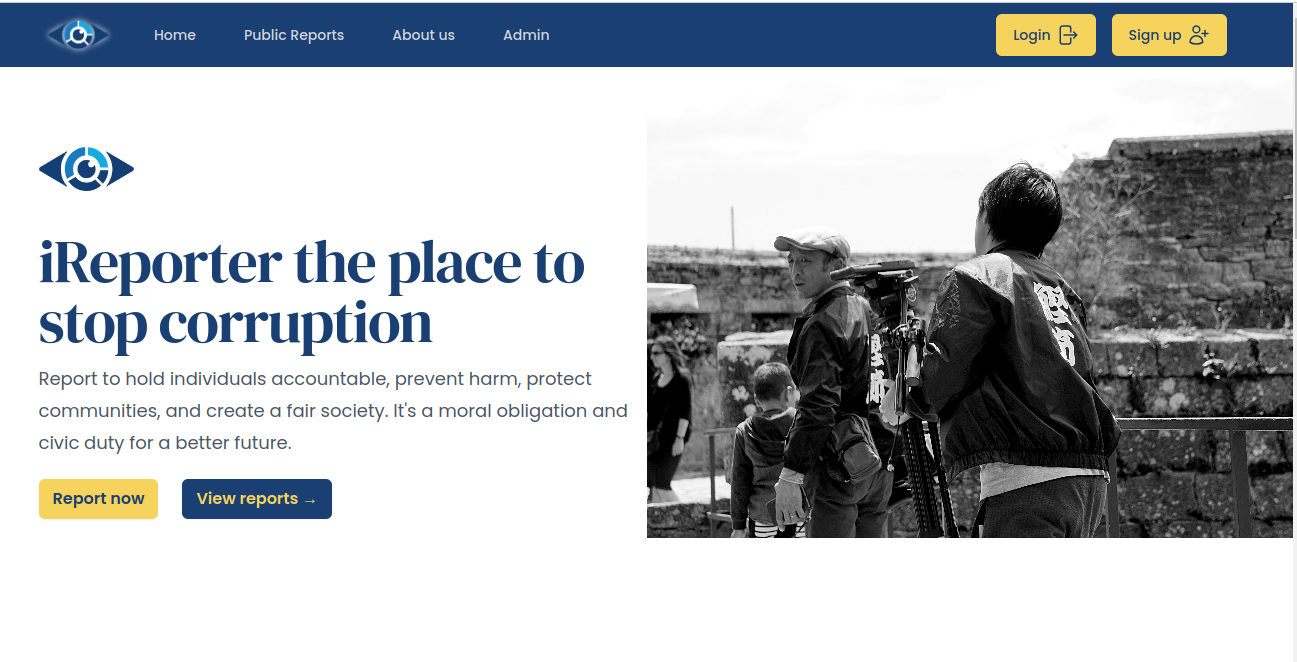 Home
Public Reports
About us
Admin
Login
Sign up
iReporter the place to
stop corruption
Report to hold individuals accountable, prevent harm, protect
communities, and create a fair society. It's a moral obligation and
civic duty for a better future.
Report now
View reports →